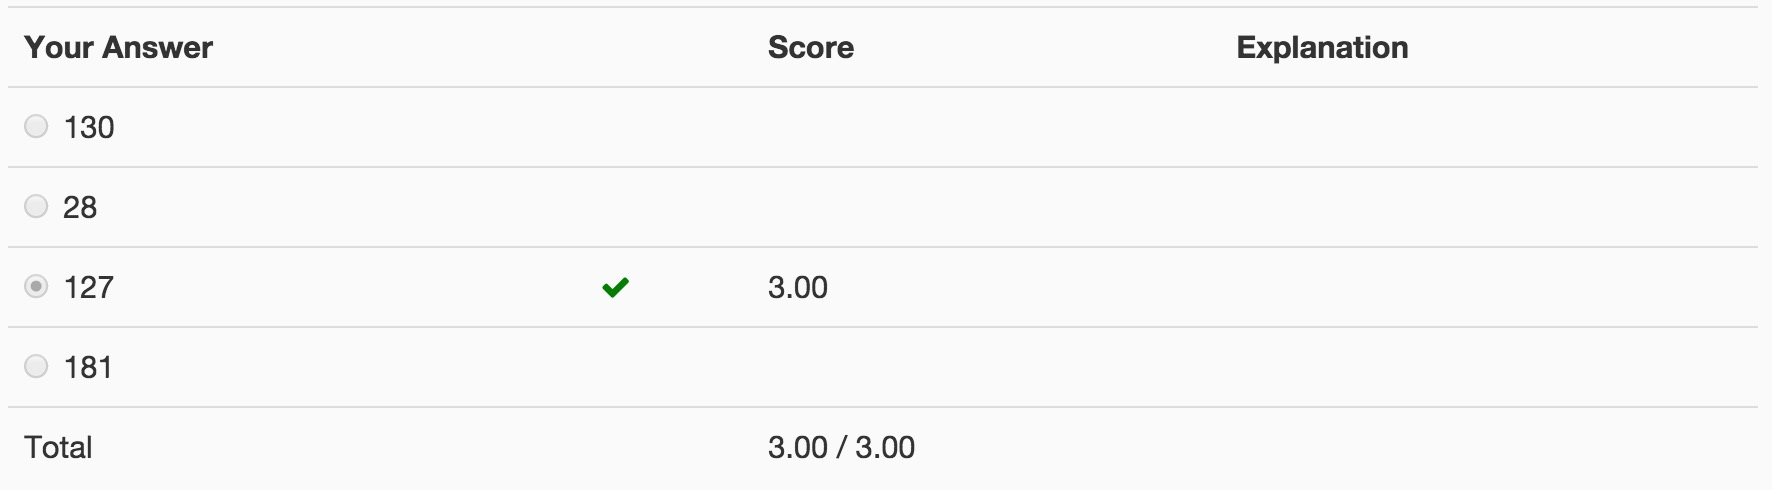 Your Answer Score Explanation
130
28
127 3.00
181
Total 3.00 / 3.00